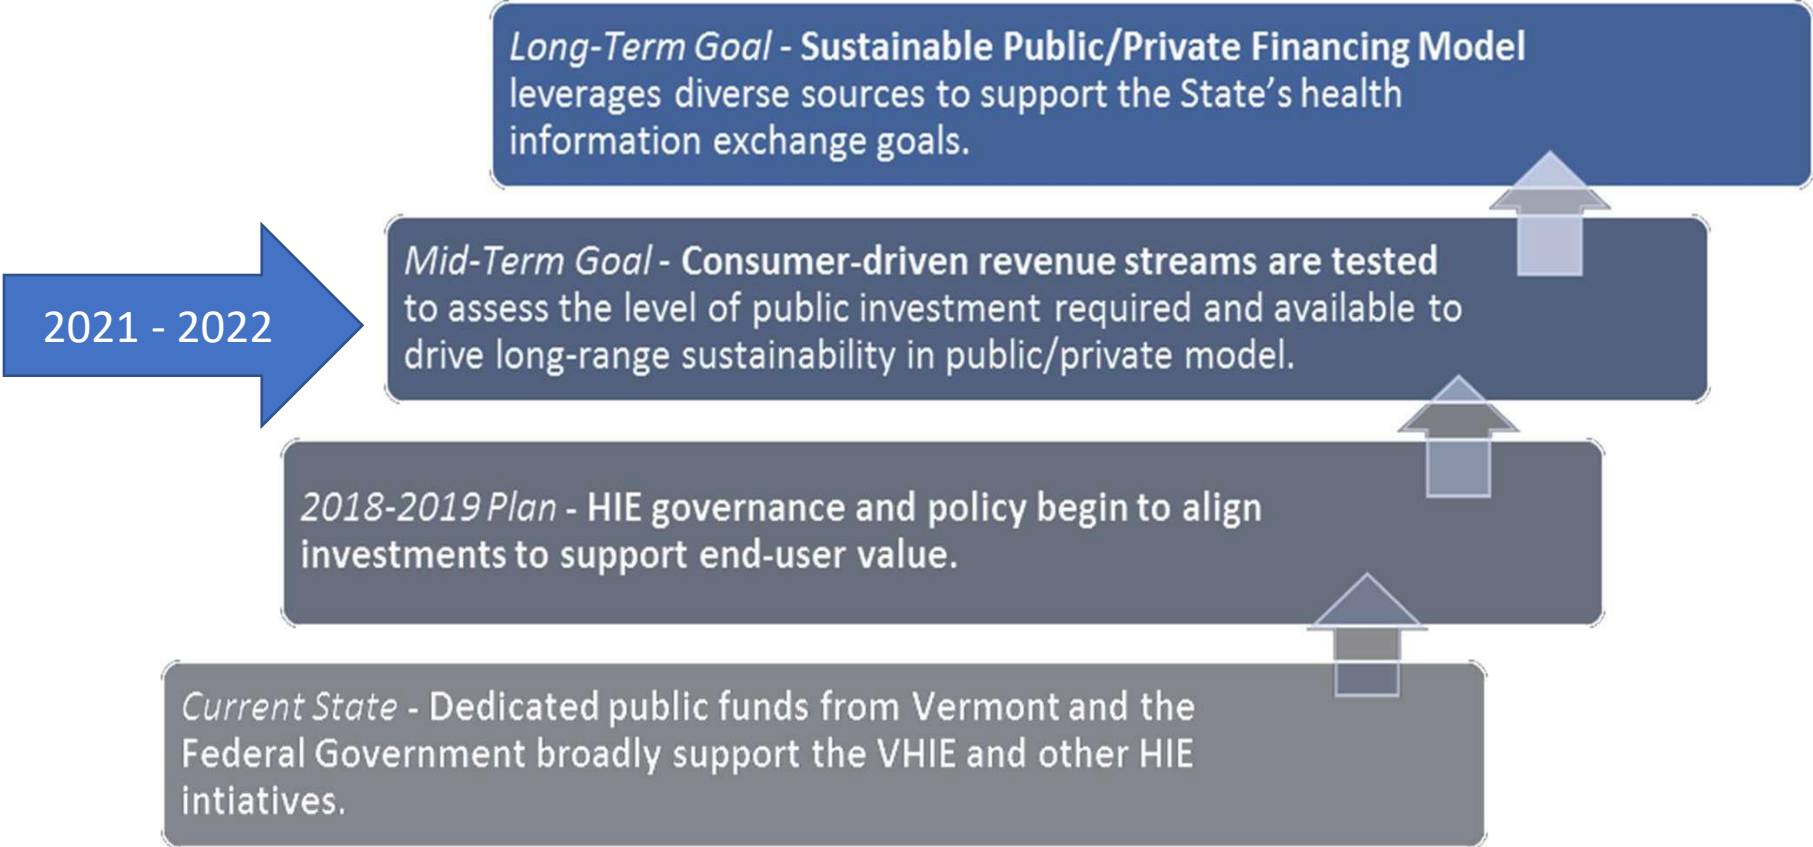 Long-Term Goal - Sustainable Public/Private Financing Model
leverages diverse sources to support the State's health
information exchange goals.
2021 - 2022
Mid-Term Goal - Consumer-driven revenue streams are tested
to assess the level of public investment required and available to
drive long-range sustainability in public/private model.
2018-2019 Plan - HIE governance and policy begin to align
investments to support end-user value.
Current State - Dedicated public funds from Vermont and the
Federal Government broadly support the VHIE and other HIE
intiatives.